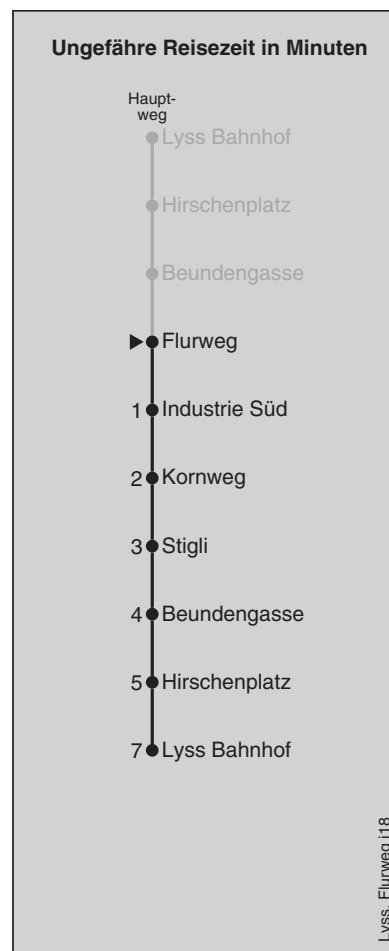 Ungefähre Reisezeit in Minuten
Haupt-
weg
Lyss Bahnhof
Hirschenplatz
Beundengasse
Flurweg
1 Industrie Süd
2 Kornweg
3 Stigli
4 Beundengasse
5 Hirschenplatz
7 Lyss Bahnhof
Lyss, Flurweg j18